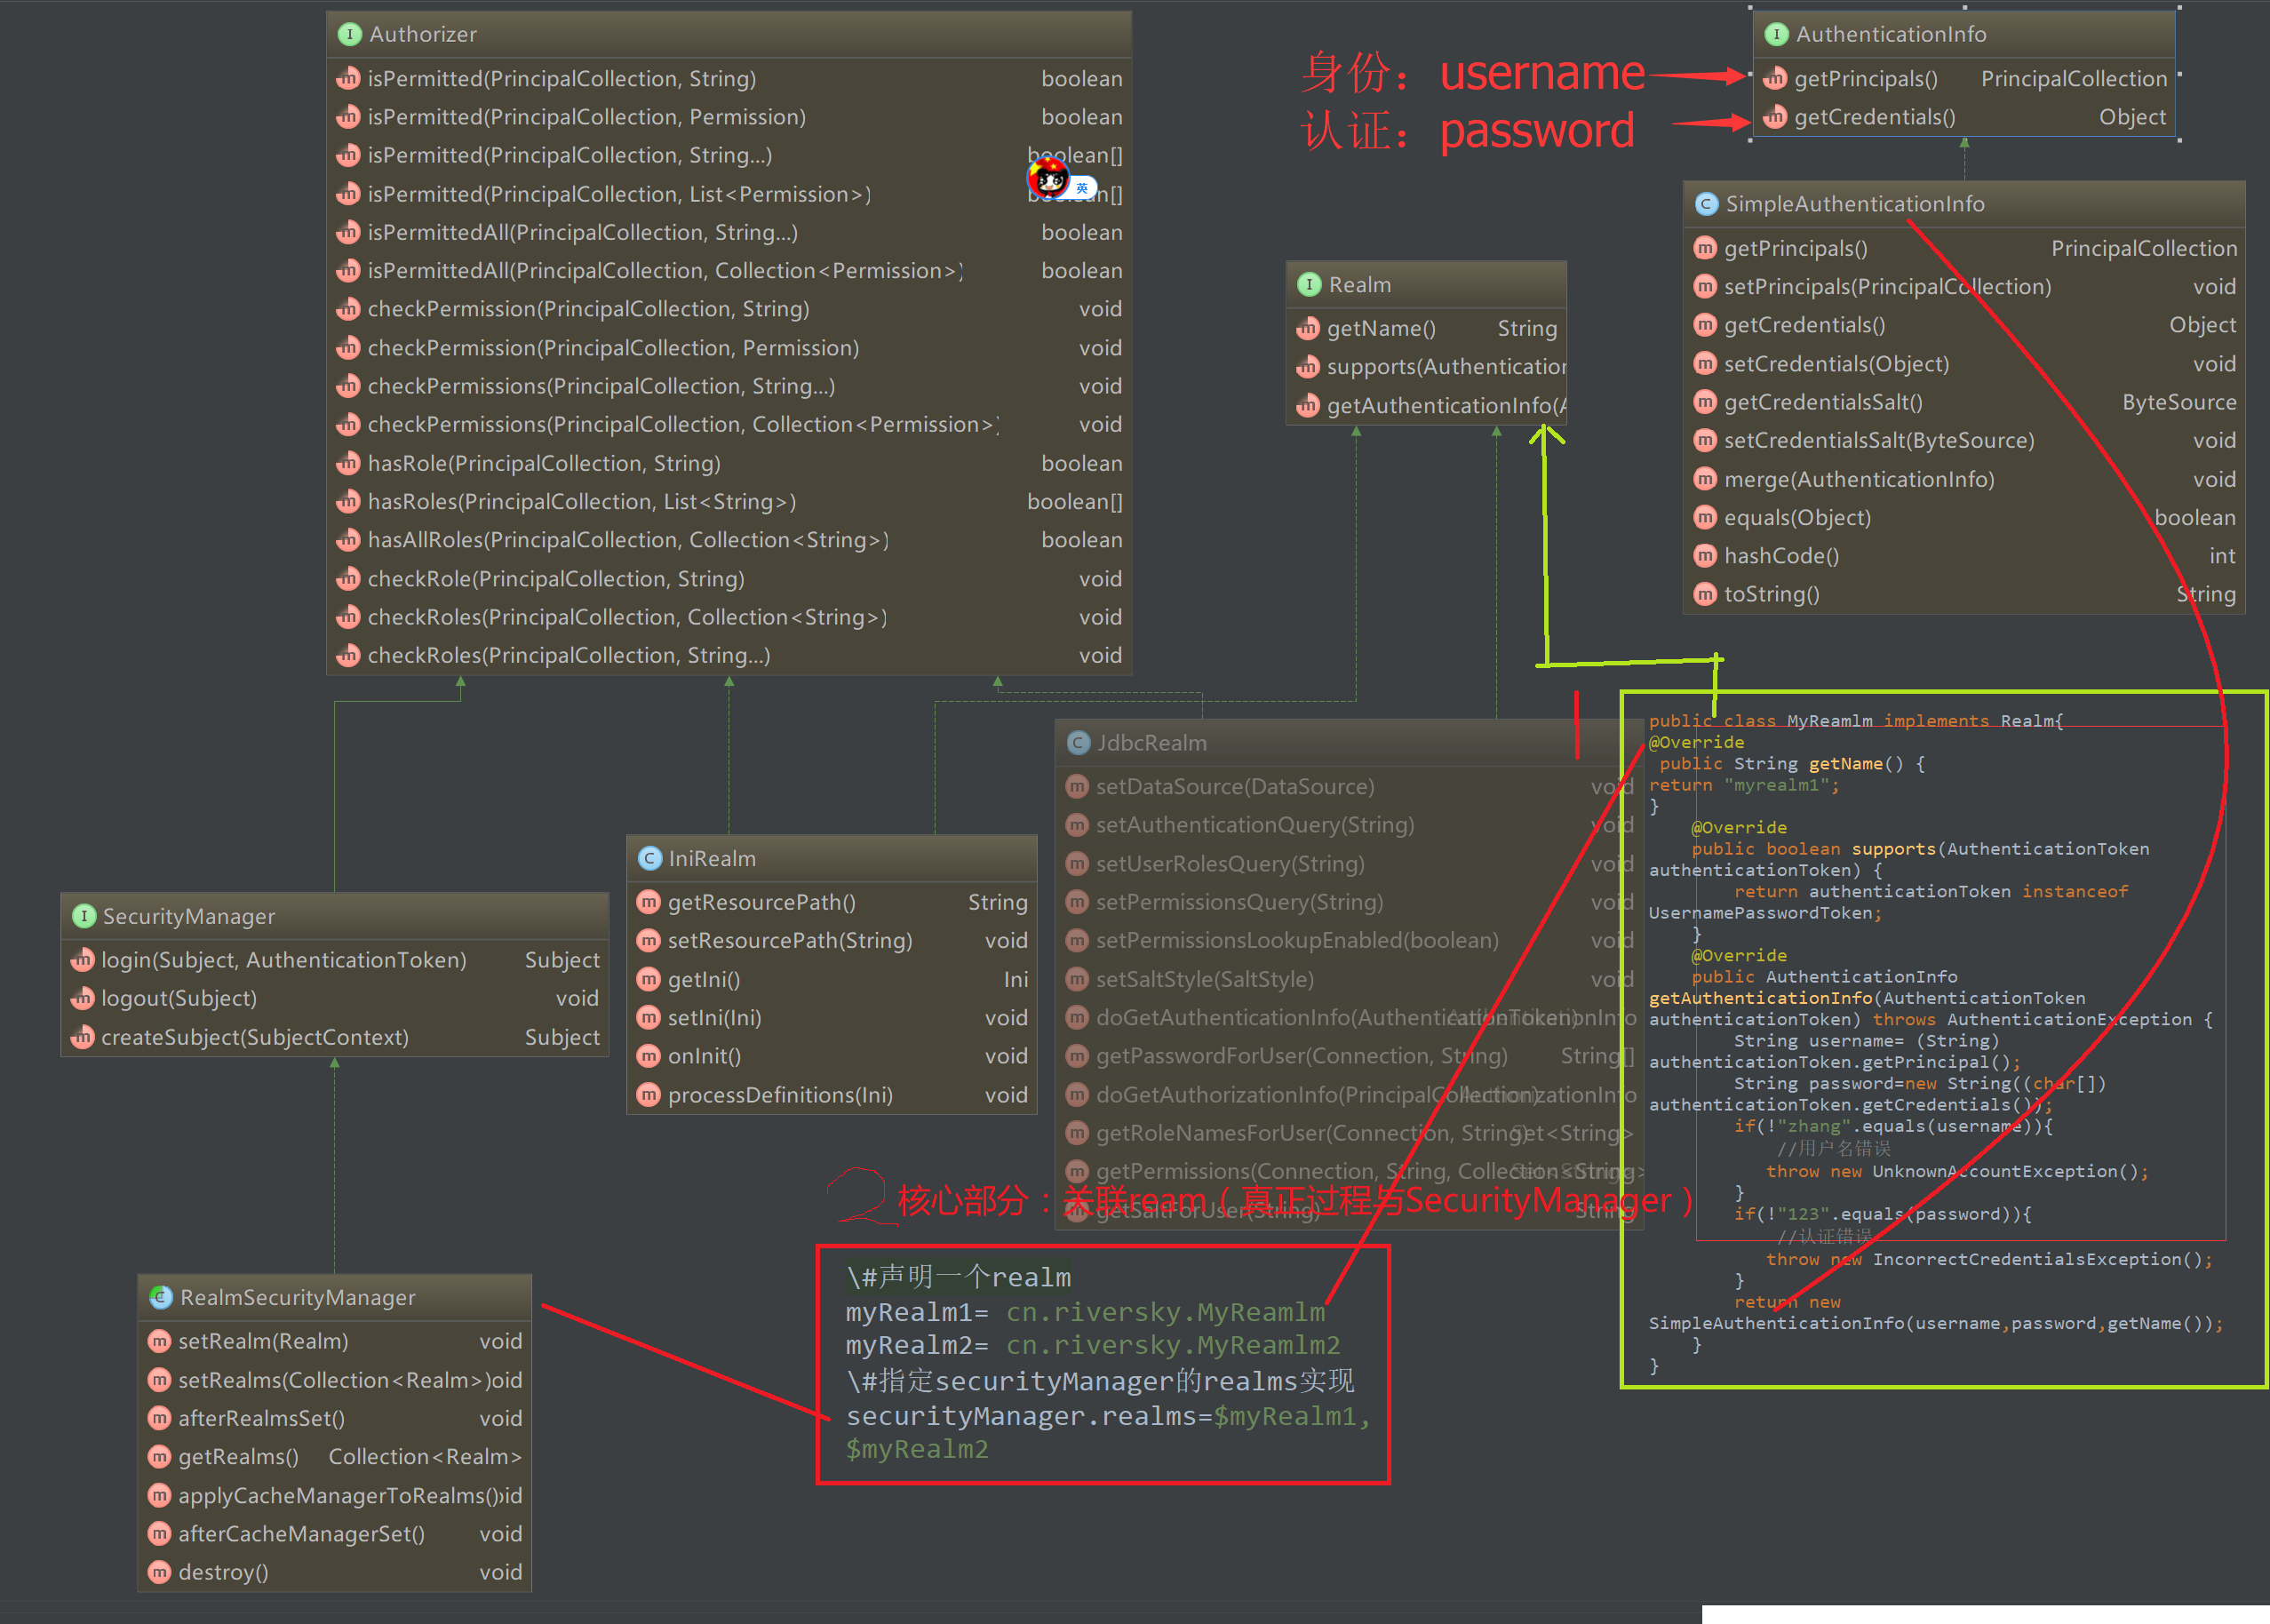 Authorizer
isPermitted(PrincipalCollection, String) boolean
isPermitted(PrincipalCollection, Permission) boolean
isPermitted(PrincipalCollection, String...) boolean[]
isPermitted(PrincipalCollection, List<Permission>) boolean[]
isPermittedAll(PrincipalCollection, String...) boolean
isPermittedAll(PrincipalCollection, Collection<Permission>) boolean
checkPermission(PrincipalCollection, String) void
checkPermission(PrincipalCollection, Permission) void
checkPermissions(PrincipalCollection, String...) void
checkPermissions(PrincipalCollection, Collection<Permission>) void
hasRole(PrincipalCollection, String) boolean
hasRoles(PrincipalCollection, List<String>) boolean[]
hasAllRoles(PrincipalCollection, Collection<String>) boolean
checkRole(PrincipalCollection, String) void
checkRoles(PrincipalCollection, Collection<String>) void
checkRoles(PrincipalCollection, String...) void
英
身份：username
认证：password
AuthenticationInfo
getPrincipals() PrincipalCollection
getCredentials() Object
SimpleAuthenticationInfo
getPrincipals() PrincipalCollection
setPrincipals(PrincipalCollection) void
getCredentials() Object
setCredentials(Object) void
getCredentialsSalt() ByteSource
setCredentialsSalt(ByteSource) void
merge(AuthenticationInfo) void
equals(Object) boolean
hashCode() int
toString() String
Realm
getName() String
supports(Authentication
getAuthenticationInfo(A
JdbcRealm
setDataSource(DataSource) void
setAuthenticationQuery(String) void
setUserRolesQuery(String) void
setPermissionsQuery(String) void
setPermissionsLookupEnabled(boolean) void
setSaltStyle(SaltStyle) void
doGetAuthenticationInfo(AuthenticationToken) AuthenticationInfo
getPasswordForUser(Connection, String) String[]
doGetAuthorizationInfo(PrincipalCollection) AuthorizationInfo
getRoleNamesForUser(Connection, String) Set<String>
getPermissions(Connection, String, Collection<String>) Set<String>
getSaltForUser(String) String
IniRealm
getResourcePath() String
setResourcePath(String) void
getIni() Ini
setIni(Ini) void
onInit() void
processDefinitions(Ini) void
SecurityManager
login(Subject, AuthenticationToken) Subject
logout(Subject) void
createSubject(SubjectContext) Subject
RealmSecurityManager
setRealm(Realm) void
setRealms(Collection<Realm>) void
afterRealmsSet() void
getRealms() Collection<Realm>
applyCacheManagerToRealms() void
afterCacheManagerSet() void
destroy() void
1
public class MyReamlm implements Realm{
@Override
public String getName() {
return "myrealm1";
}
@Override
public boolean supports(AuthenticationToken
authenticationToken) {
return authenticationToken instanceof
UsernamePasswordToken;
}
@Override
public AuthenticationInfo
getAuthenticationInfo(AuthenticationToken
authenticationToken) throws AuthenticationException {
String username= (String)
authenticationToken.getPrincipal();
String password=new String((char[])
authenticationToken.getCredentials());
if(!"zhang".equals(username)){
//用户名错误
throw new UnknownAccountException();
}
if(!"123".equals(password)){
//认证错误
throw new IncorrectCredentialsException();
}
return new
SimpleAuthenticationInfo(username,password,getName());
}
}
2 核心部分：关联ream（真正过程与SecurityManager）
\#声明一个realm
myRealm1= cn.riversky.MyReamlm
myRealm2= cn.riversky.MyReamlm2
\#指定securityManager的realms实现
securityManager.realms=$myRealm1,
$myRealm2